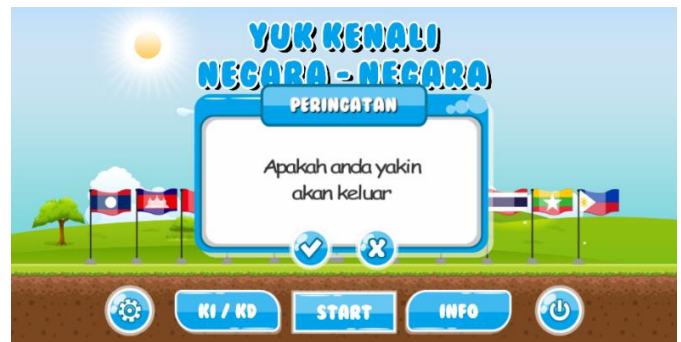 YUK KENALI
NEGARA - NEGARA
PERINGATAN
Apakah anda yakin
akan keluar
KI / KD
START
INFO